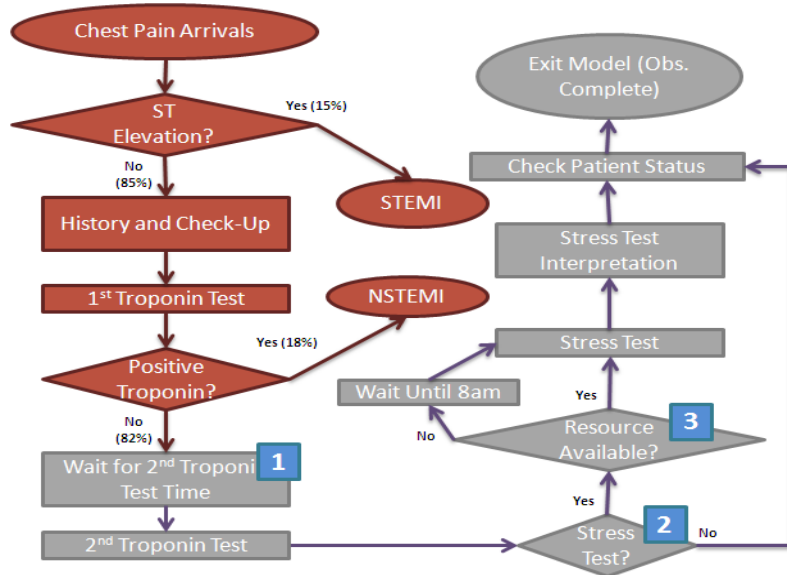 Chest Pain Arrivals
ST
Elevation?
Yes (15%)
No
(85%)
STEMI
History and Check-Up
1st Troponin Test
NSTEMI
Positive
Troponin?
Yes (18%)
No
(82%)
Wait for 2nd Troponi
Test Time
1
2nd Troponin Test
Stress
Test?
2
No
Yes
Resource
Available?
3
No
Yes
Wait Until 8am
Stress Test
Stress Test
Interpretation
Check Patient Status
Exit Model (Obs.
Complete)